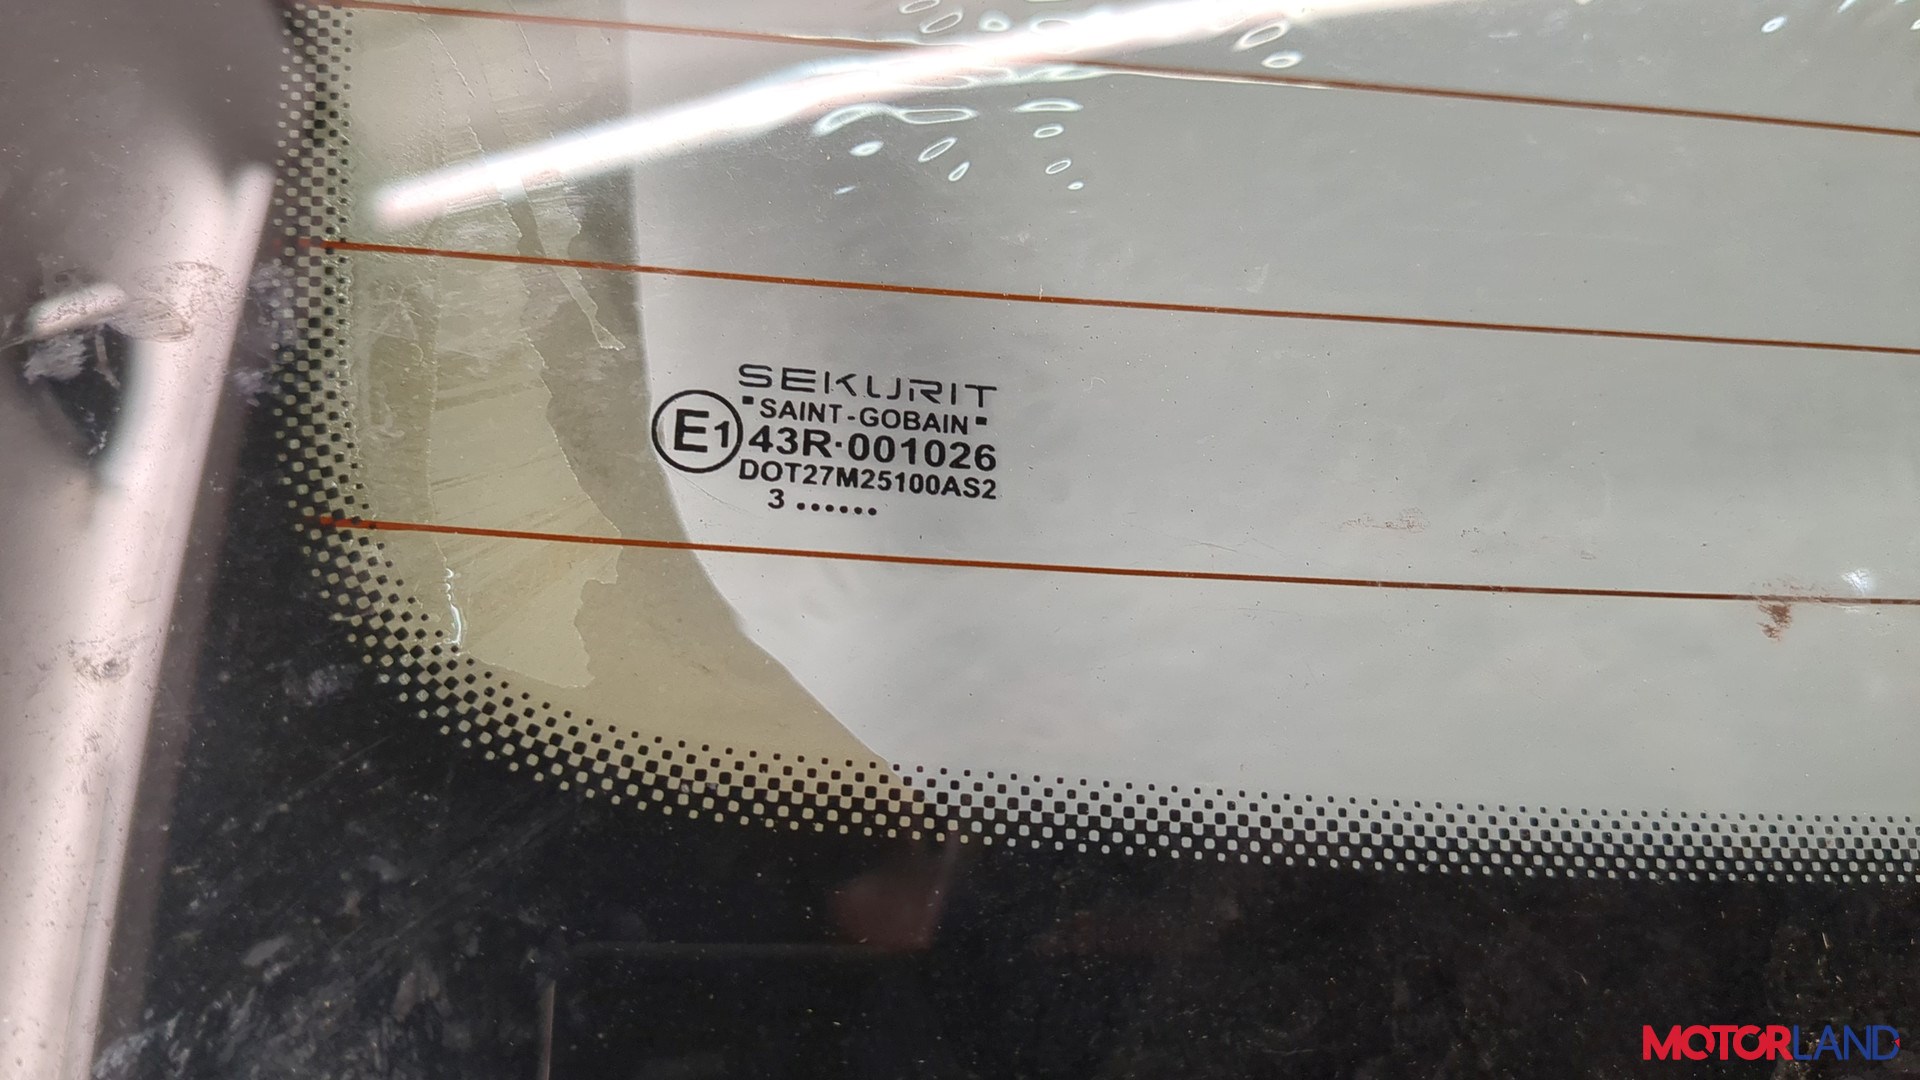 SEKURIT
"SAINT-GOBAIN"
E1 43R·001026
DOT27M25100AS2
3 ••••••
MOTORLAND